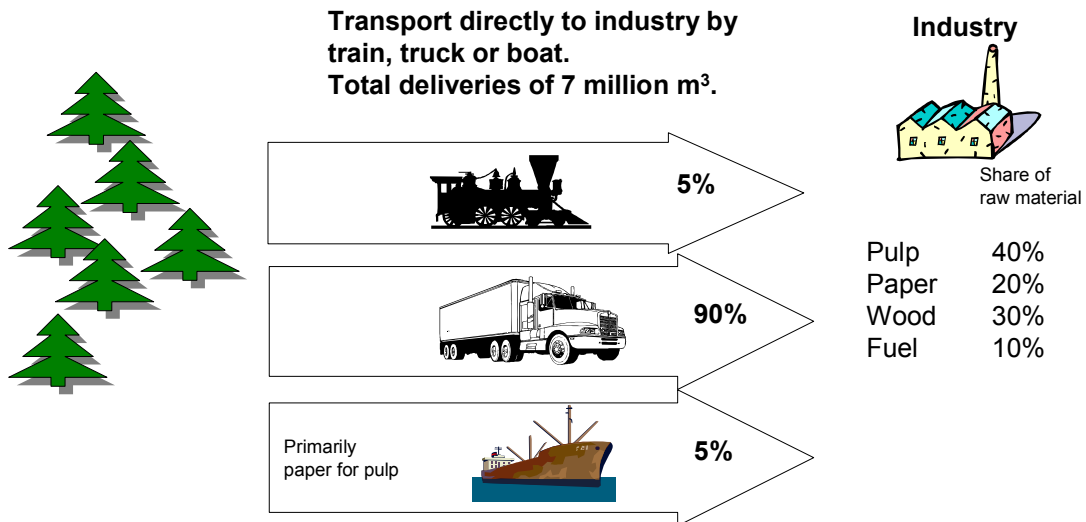 Transport directly to industry by
train, truck or boat.
Total deliveries of 7 million m³.
Industry
Share of
raw material
5%
90%
Primarily
paper for pulp
5%
Pulp 40%
Paper 20%
Wood 30%
Fuel 10%